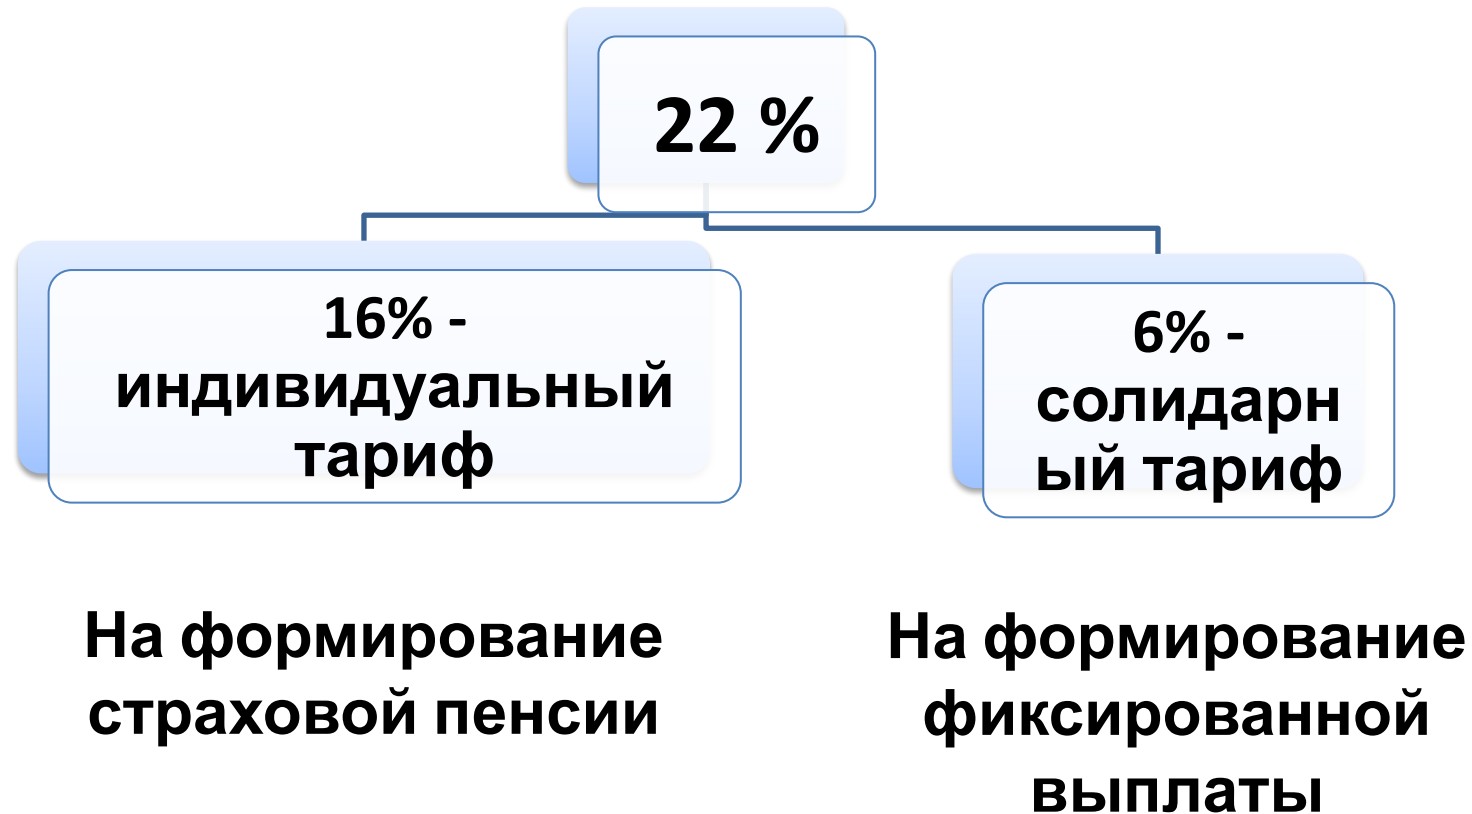 22 %
16% -
индивидуальный
тариф
6% -
солидарн
ый тариф
На формирование
страховой пенсии
На формирование
фиксированной
выплаты